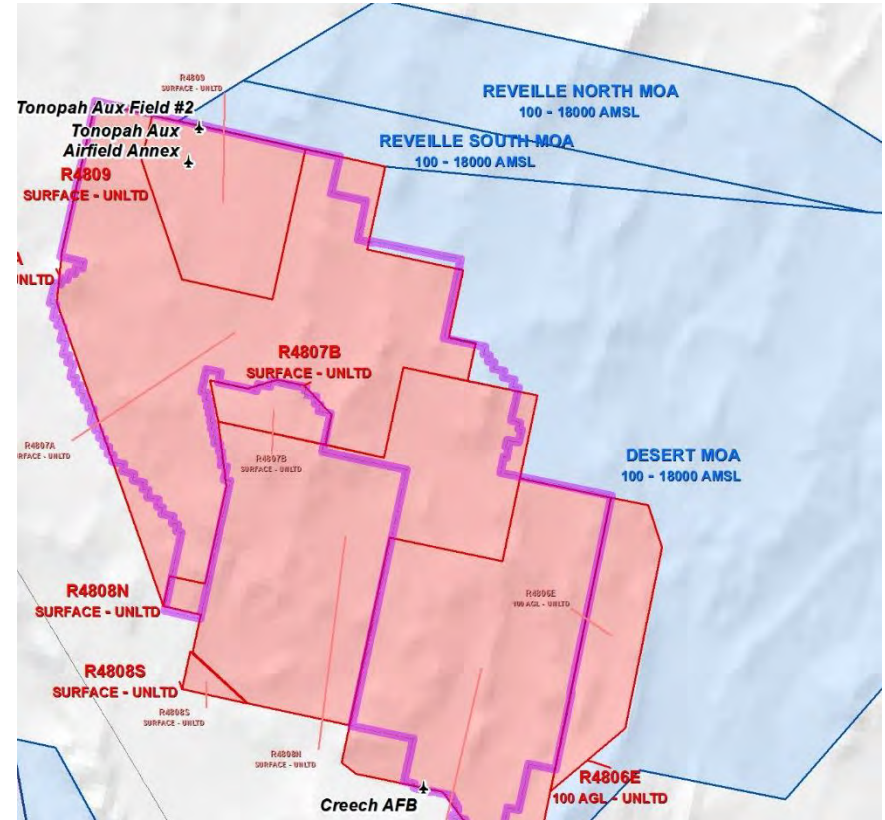 R4809
SURFACE - UNLTD
REVEILLE NORTH MOA
100 - 18000 AMSL
Tonopah Aux Field #2
Tonopah Aux
Airfield Annex
REVEILLE SOUTH MOA
100 - 18000 AMSL
R4809
SURFACE - UNLTD
A
UNLTD
R4807B
SURFACE - UNLTD
R4807A
SURFACE - UNLTD
R4807B
SURFACE - UNLTD
DESERT MOA
100 - 18000 AMSL
R4808N
SURFACE - UNLTD
R4806E
100 AGL - UNLTD
R4808S
SURFACE - UNLTD
R4808S
SURFACE - UNLTD
R4808N
SURFACE - UNLTD
R4806E
100 AGL - UNLTD
Creech AFB